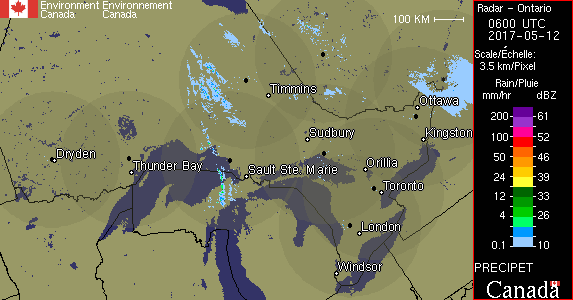 Environment Environnement
Canada Canada
100 KM
Timmins
Ottawa
Sudbury
Kingston
Dryden
Thunder Bay
Sault Ste. Marie
Orillia
Toronto
London
Windsor
Radar - Ontario
0600 UTC
2017-05-12
Scale/Échelle:
3.5 km/Pixel
Rain/Pluie
mm/hr dBZ
200 61
100 52
50 46
24 39
12 33
4 26
0.1 10
PRECIPET
Canada